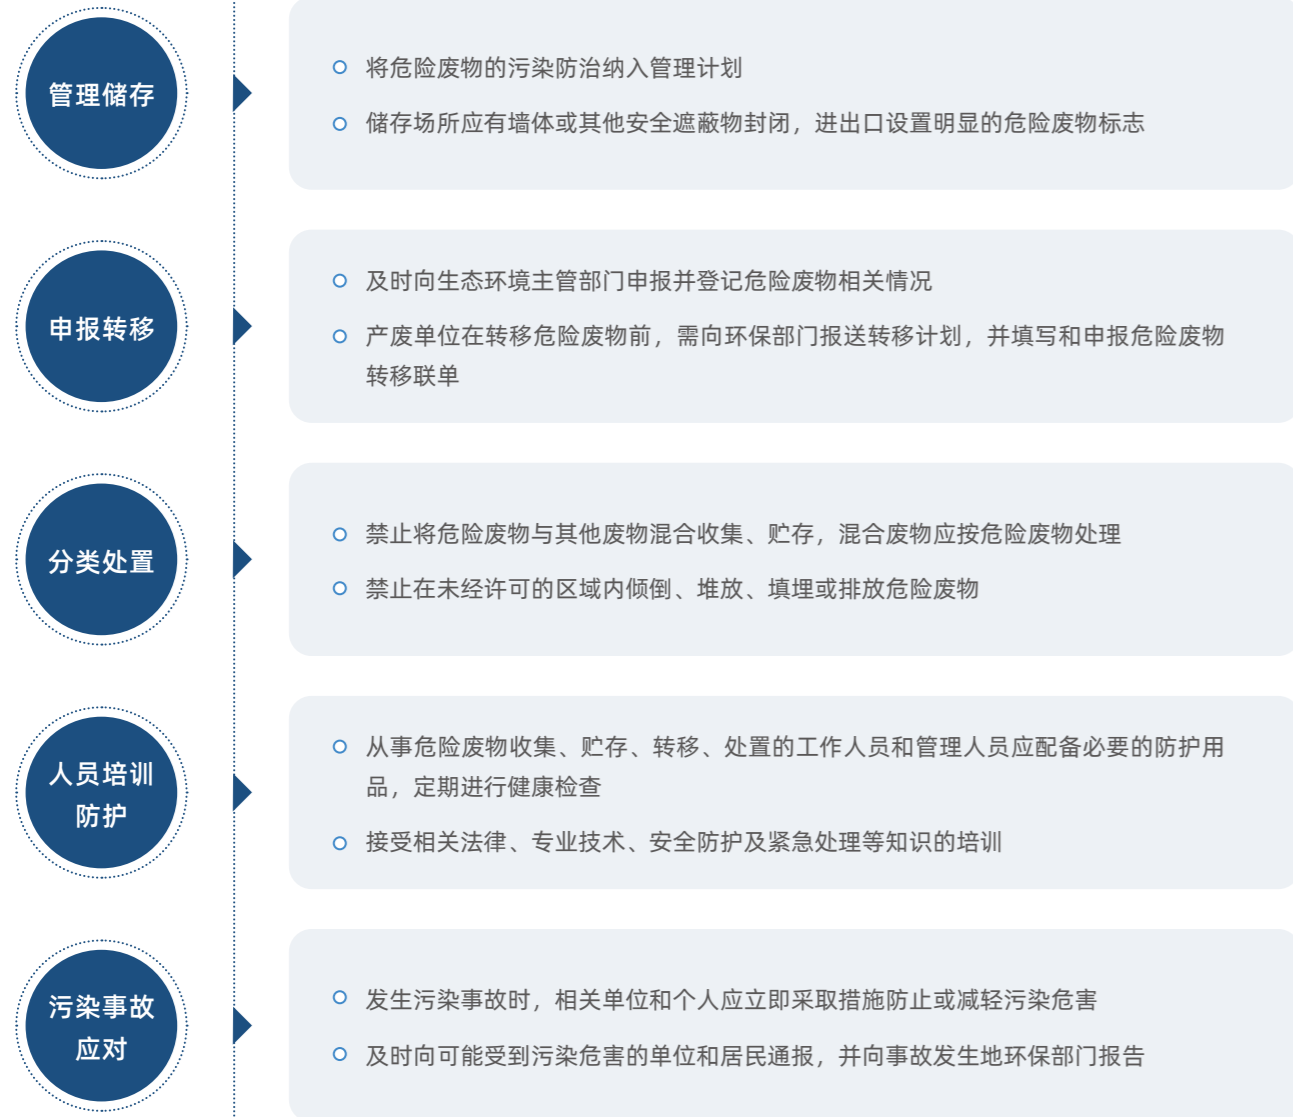 管理储存
将危险废物的污染防治纳入管理计划
储存场所应有墙体或其他安全遮蔽物封闭，进出口设置明显的危险废物标志
申报转移
及时向生态环境主管部门申报并登记危险废物相关情况
产废单位在转移危险废物前，需向环保部门报送转移计划，并填写和申报危险废物
转移联单
分类处置
禁止将危险废物与其他废物混合收集、贮存，混合废物应按危险废物处理
禁止在未经许可的区域内倾倒、堆放、填埋或排放危险废物
人员培训
防护
从事危险废物收集、贮存、转移、处置的工作人员和管理人员应配备必要的防护用
品，定期进行健康检查
接受相关法律、专业技术、安全防护及紧急处理等知识的培训
污染事故
应对
发生污染事故时，相关单位和个人应立即采取措施防止或减轻污染危害
及时向可能受到污染危害的单位和居民通报，并向事故发生地环保部门报告